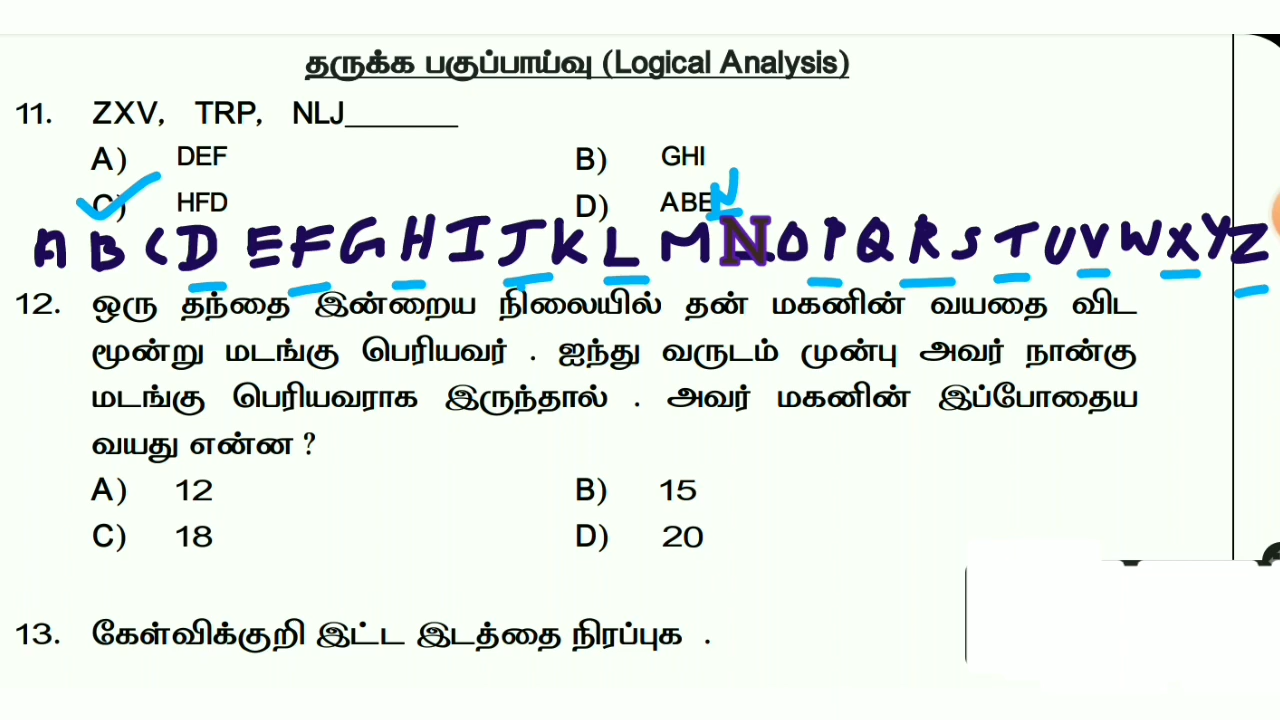 தருக்க பகுப்பாய்வு (Logical Analysis)
11. ZXV, TRP, NLJ_______
A) DEF B) GHI
C) HFD D) ABE N
A B C D E F G H I J K L M N O P Q R S T U V W X Y Z
12. ஒரு தந்தை இன்றைய நிலையில் தன் மகனின் வயதை விட
மூன்று மடங்கு பெரியவர் . ஐந்து வருடம் முன்பு அவர் நான்கு
மடங்கு பெரியவராக இருந்தால் . அவர் மகனின் இப்போதைய
வயது என்ன ?
A) 12 B) 15
C) 18 D) 20
13. கேள்விக்குறி இட்ட இடத்தை நிரப்புக .